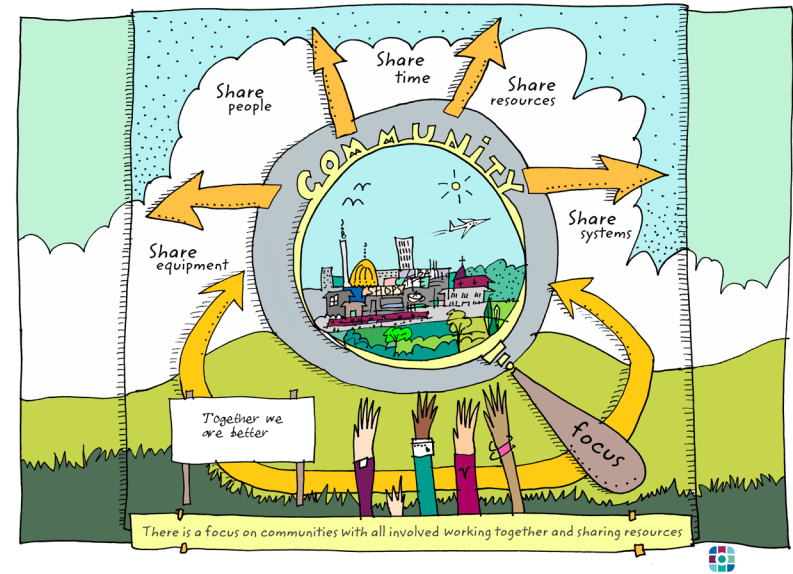 Share
time
Share
people
Share
resources
COMMUNiTY
Share
systems
Share
equipment
Together we
are better
focus
There is a focus on communities with all involved working together and sharing resources